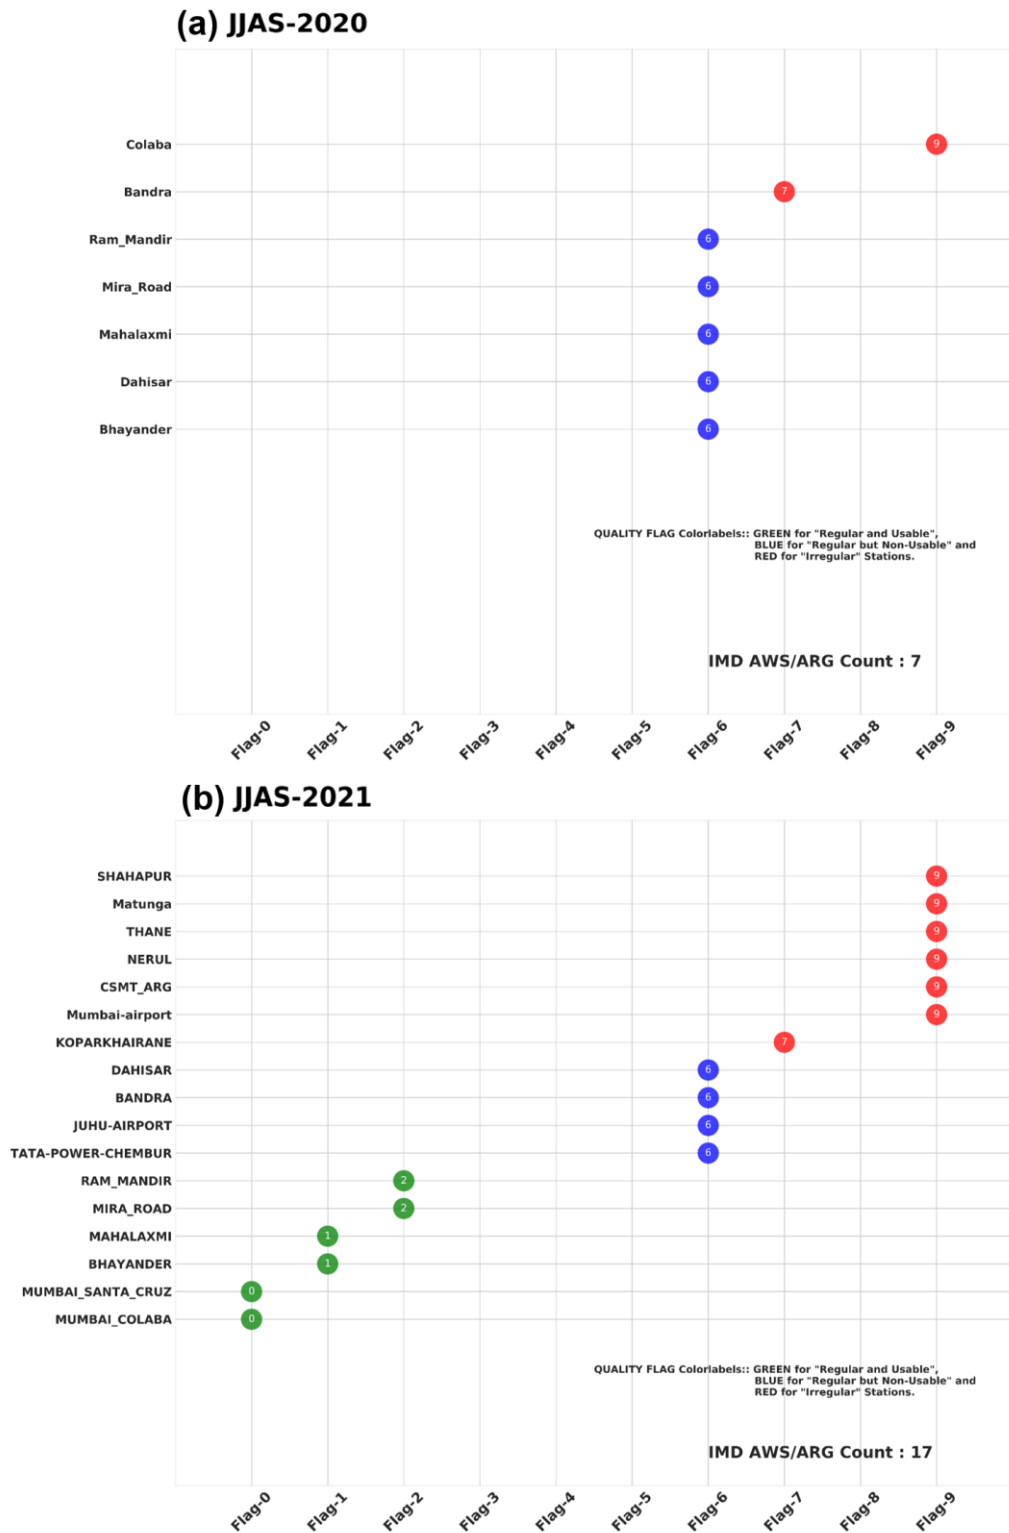 (a) JJAS-2020
Colaba 9
Bandra 7
Ram_Mandir 6
Mira_Road 6
Mahalaxmi 6
Dahisar 6
Bhayander 6
QUALITY FLAG Colorlabels:: GREEN for "Regular and Usable",
BLUE for "Regular but Non-Usable" and
RED for "Irregular" Stations.
IMD AWS/ARG Count : 7
Flag-0 Flag-1 Flag-2 Flag-3 Flag-4 Flag-5 Flag-6 Flag-7 Flag-8 Flag-9
(b) JJAS-2021
SHAHAPUR 9
Matunga 9
THANE 9
NERUL 9
CSMT_ARG 9
Mumbai-airport 9
KOPARKHAIRANE 7
DAHISAR 6
BANDRA 6
JUHU-AIRPORT 6
TATA-POWER-CHEMBUR 6
RAM_MANDIR 2
MIRA_ROAD 2
MAHALAXMI 1
BHAYANDER 1
MUMBAI_SANTA_CRUZ 0
MUMBAI_COLABA 0
QUALITY FLAG Colorlabels:: GREEN for "Regular and Usable",
BLUE for "Regular but Non-Usable" and
RED for "Irregular" Stations.
IMD AWS/ARG Count : 17
Flag-0 Flag-1 Flag-2 Flag-3 Flag-4 Flag-5 Flag-6 Flag-7 Flag-8 Flag-9